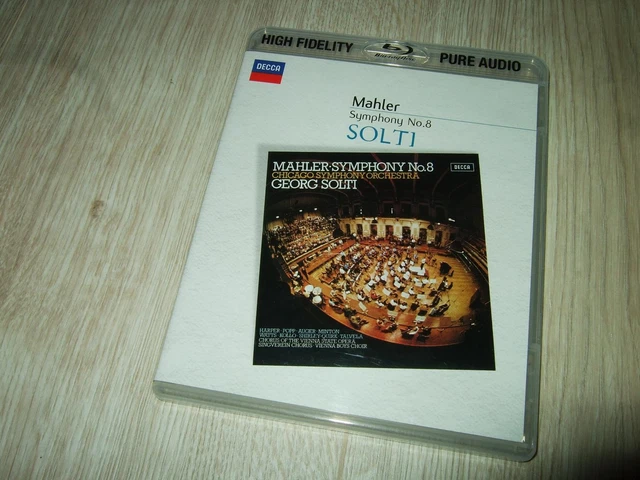 HIGH FIDELITY
Blu-ray Disc
PURE AUDIO
DECCA
Mahler
Symphony No.8
SOLTI
MAHLER·SYMPHONY No.8
DECCA
CHICAGO SYMPHONY ORCHESTRA
GEORG SOLTI
HARPER · POPP · AUGER · MINTON
WATTS · KOLLO · SHIRLEY-QUIRK · TALVELA
CHORUS OF THE VIENNA STATE OPERA
SINGVEREIN CHORUS · VIENNA BOYS CHOIR